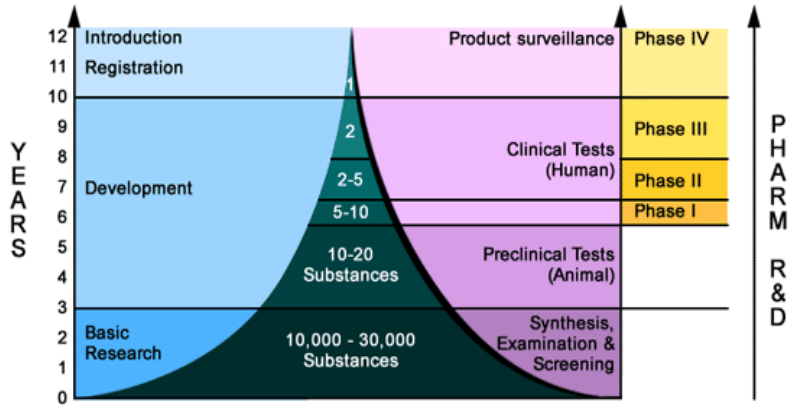 YEARS
12
11
10
9
8
7
6
5
4
3
2
1
0
Introduction
Registration
Development
Basic
Research
1
2
2-5
5-10
10-20
Substances
10,000 - 30,000
Substances
Product surveillance
Clinical Tests
(Human)
Preclinical Tests
(Animal)
Synthesis,
Examination &
Screening
Phase IV
Phase III
Phase II
Phase I
PHARM R&D